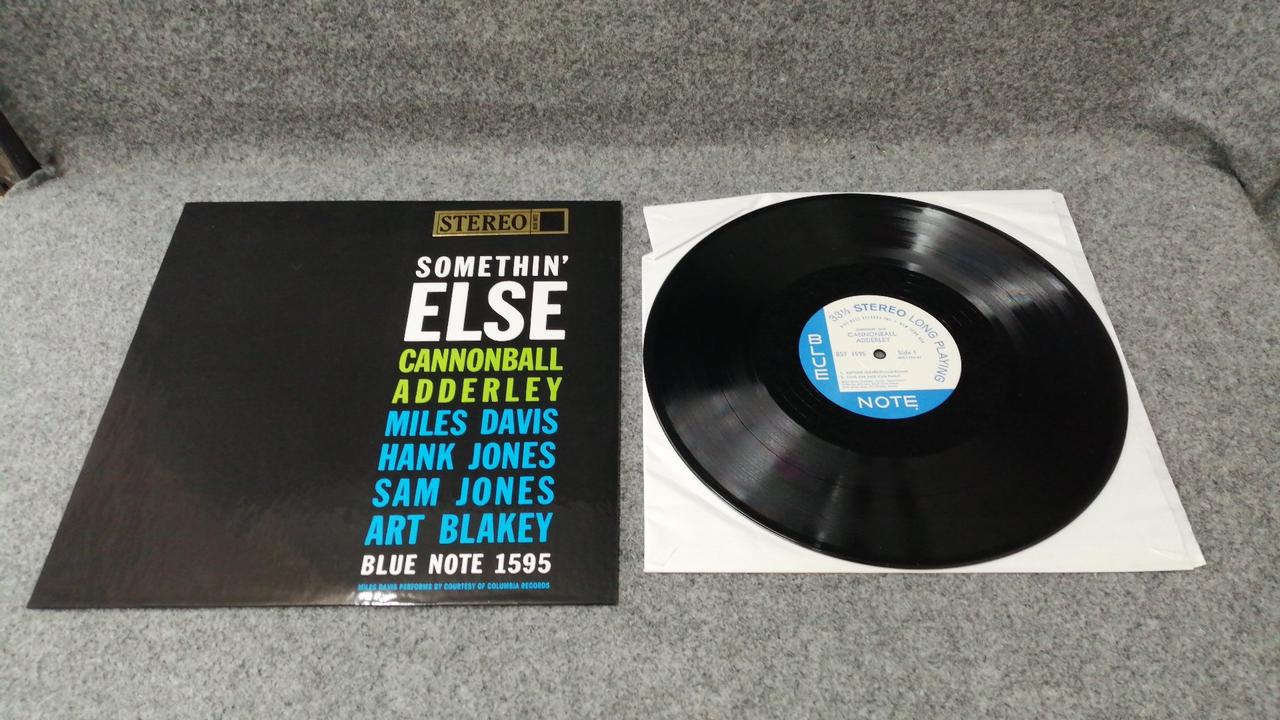 STEREO
SOMETHIN'
ELSE
CANNONBALL
ADDERLEY
MILES DAVIS
HANK JONES
SAM JONES
ART BLAKEY
BLUE NOTE 1595
MILES DAVIS PERFORMS BY COURTESY OF COLUMBIA RECORDS
33⅓ STEREO LONG PLAYING
CANNONBALL
ADDERLEY
BST 1595
Side 1
BLUE
NOTE